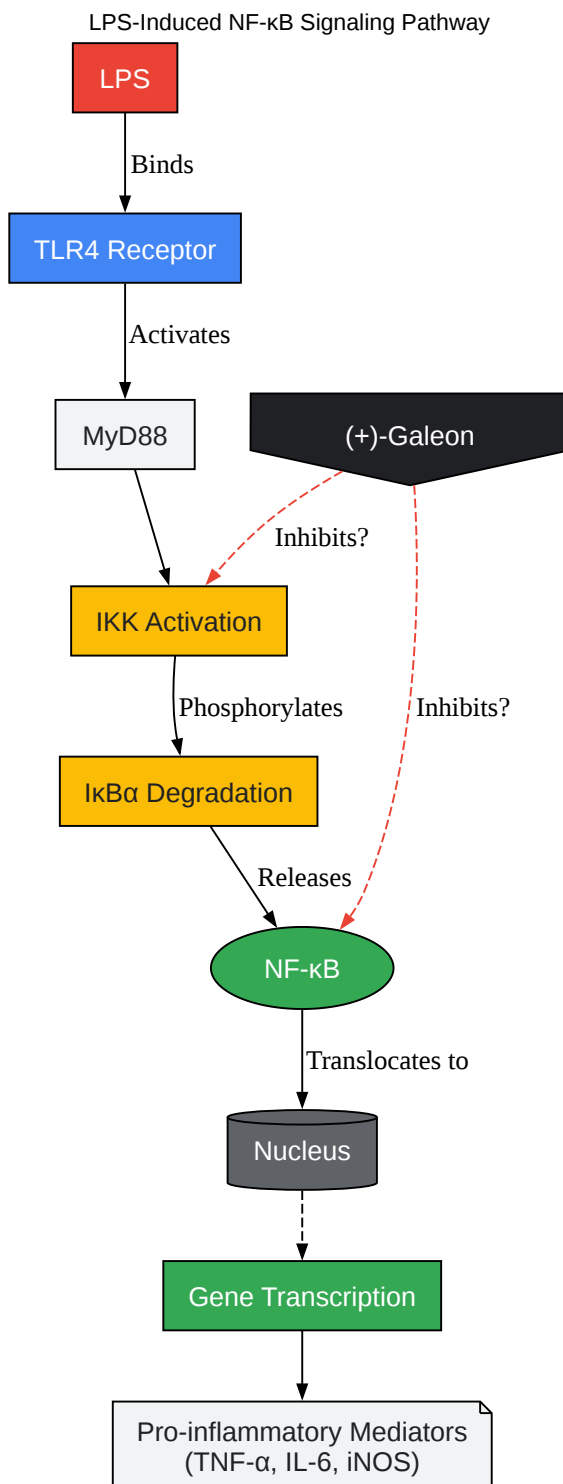 LPS-Induced NF-κB Signaling Pathway
LPS
Binds
TLR4 Receptor
Activates
MyD88
(+)-Galeon
Inhibits?
IKK Activation
Phosphorylates
Inhibits?
IκBα Degradation
Releases
NF-κB
Translocates to
Nucleus
Gene Transcription
Pro-inflammatory Mediators
(TNF-α, IL-6, iNOS)